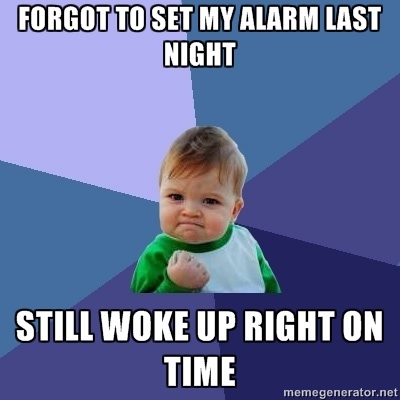 FORGOT TO SET MY ALARM LAST
NIGHT
STILL WOKE UP RIGHT ON
TIME
memegenerator.net